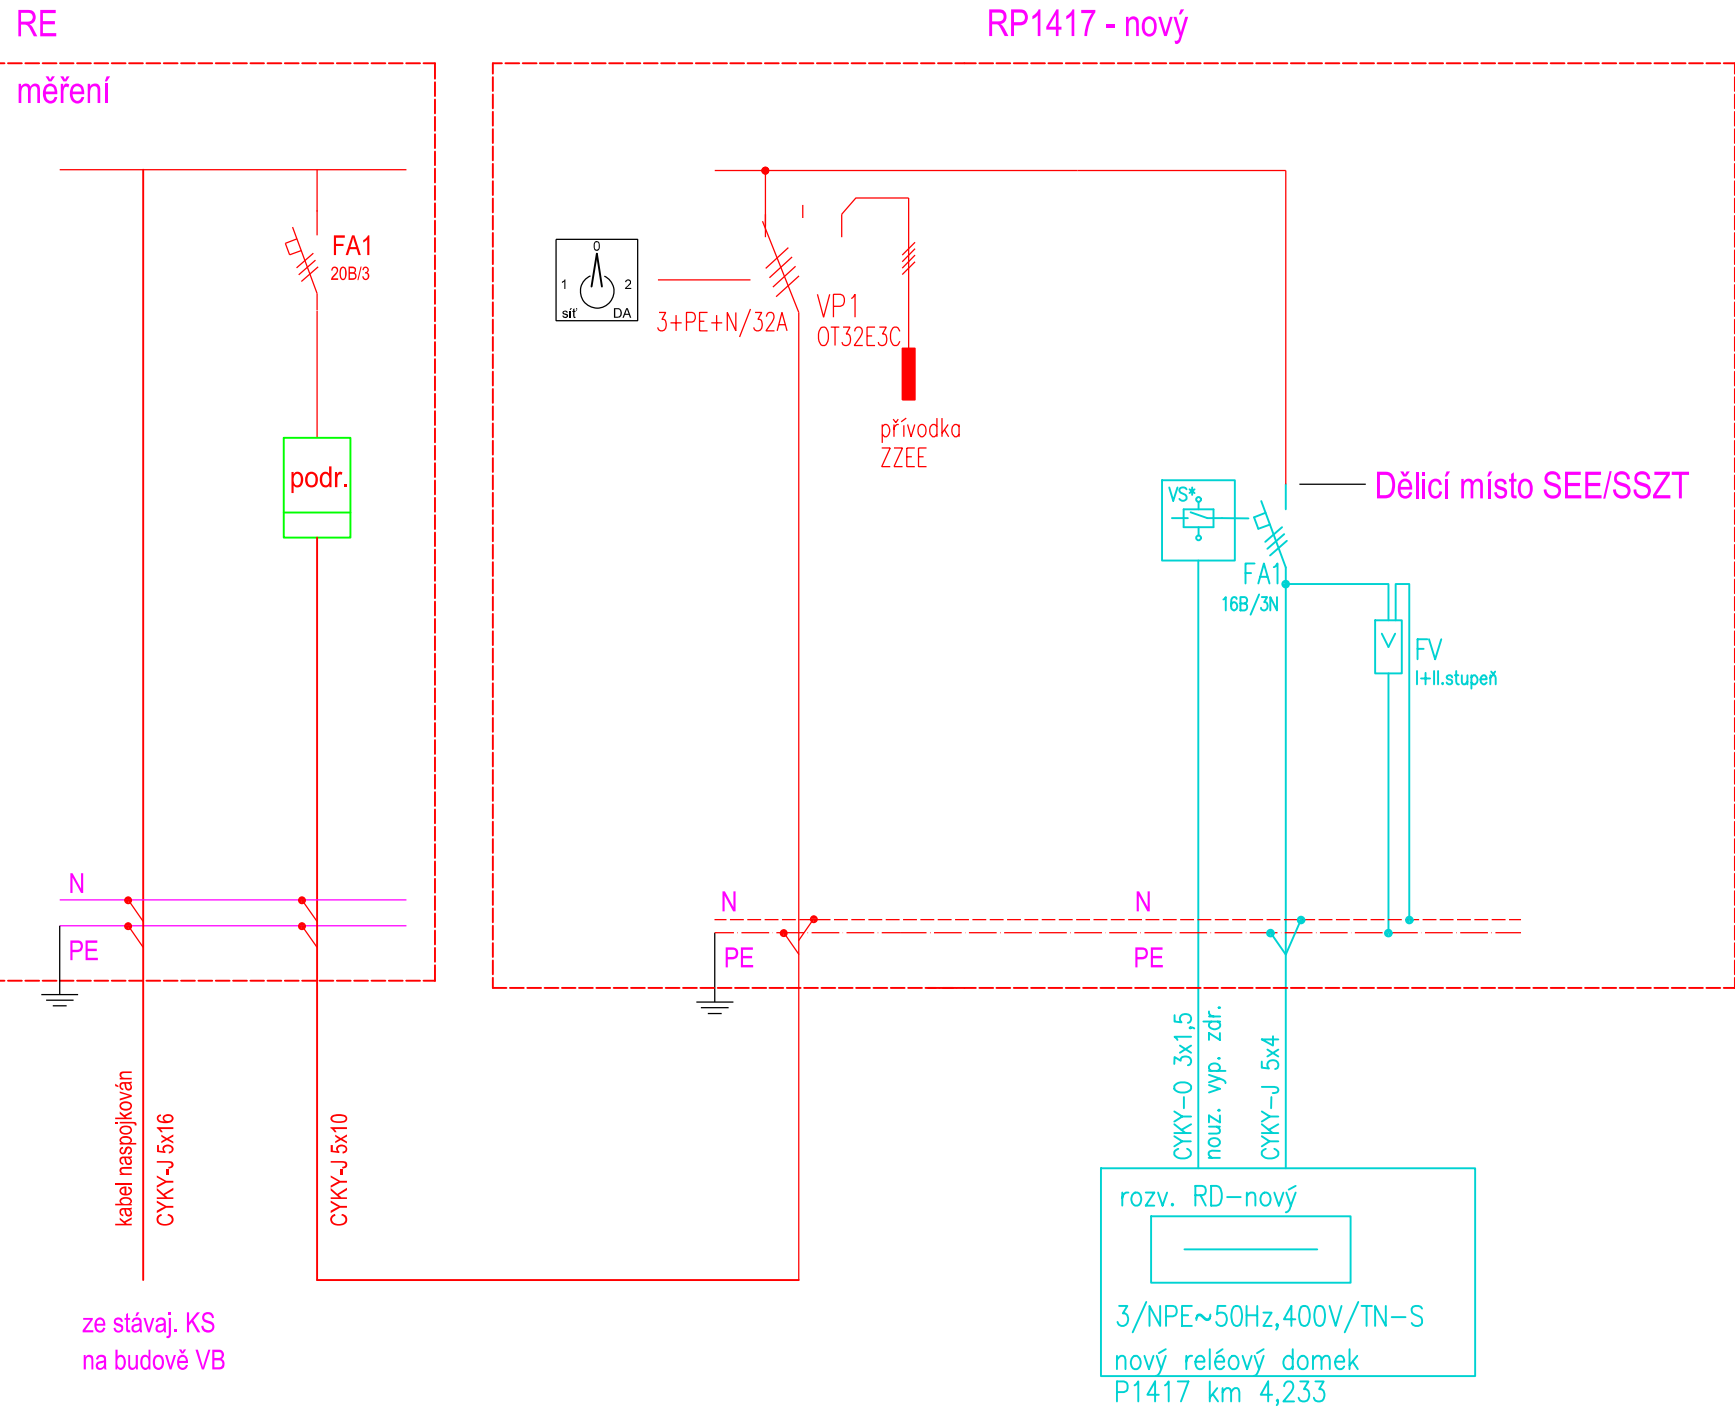 RE
RP1417 - nový
měření
FA1
20B/3
0
1
2
síť
DA
3+PE+N/32A
VP1
OT32E3C
přívodka
ZZEE
podr.
VS*
Dělicí místo SEE/SSZT
FA1
16B/3N
FV
I+II.stupeň
N
PE
N
PE
N
PE
kabel naspojkován
CYKY-J 5x16
CYKY-J 5x10
CYKY-O 3x1,5
nouz. vyp. zdr.
CYKY-J 5x4
rozv. RD-nový
3/NPE~50Hz,400V/TN-S
nový reléový domek
P1417 km 4,233
ze stávaj. KS
na budově VB